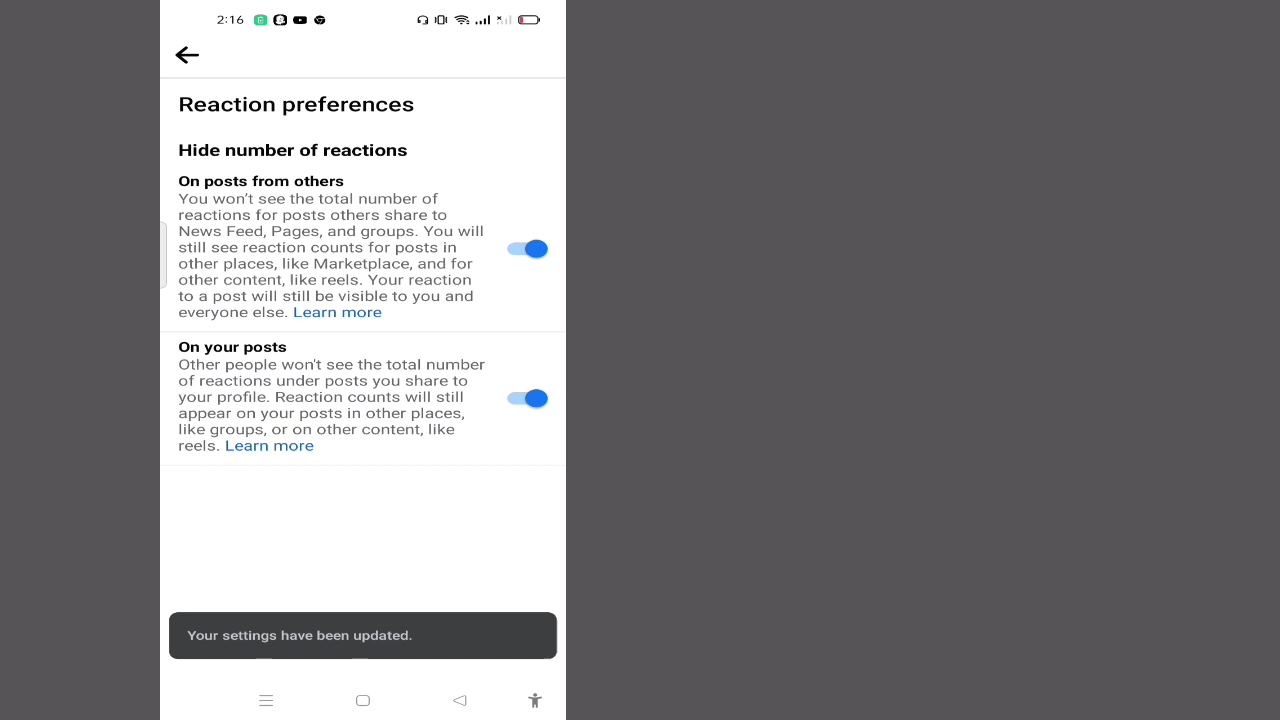 2:16
Reaction preferences
Hide number of reactions
On posts from others
You won't see the total number of
reactions for posts others share to
News Feed, Pages, and groups. You will
still see reaction counts for posts in
other places, like Marketplace, and for
other content, like reels. Your reaction
to a post will still be visible to you and
everyone else. Learn more
On your posts
Other people won't see the total number
of reactions under posts you share to
your profile. Reaction counts will still
appear on your posts in other places,
like groups, or on other content, like
reels. Learn more
Your settings have been updated.